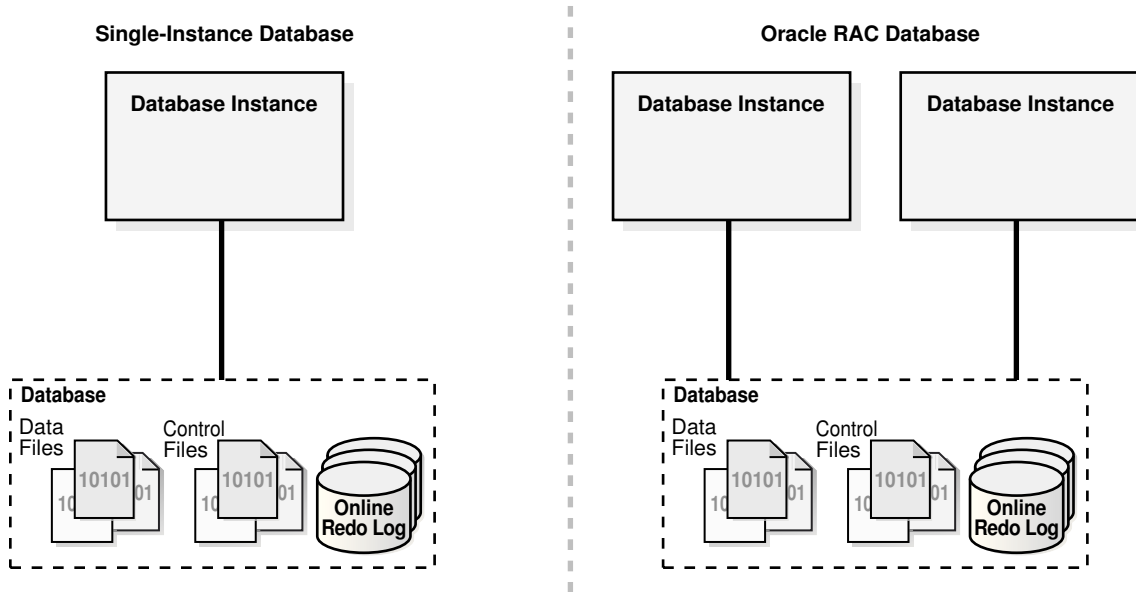 Single-Instance Database
Database Instance
Database
Data
Files
Control
Files
10101
10
01
10101
10
01
Online
Redo Log
Oracle RAC Database
Database Instance
Database Instance
Database
Data
Files
Control
Files
10101
10
01
10101
10
01
Online
Redo Log